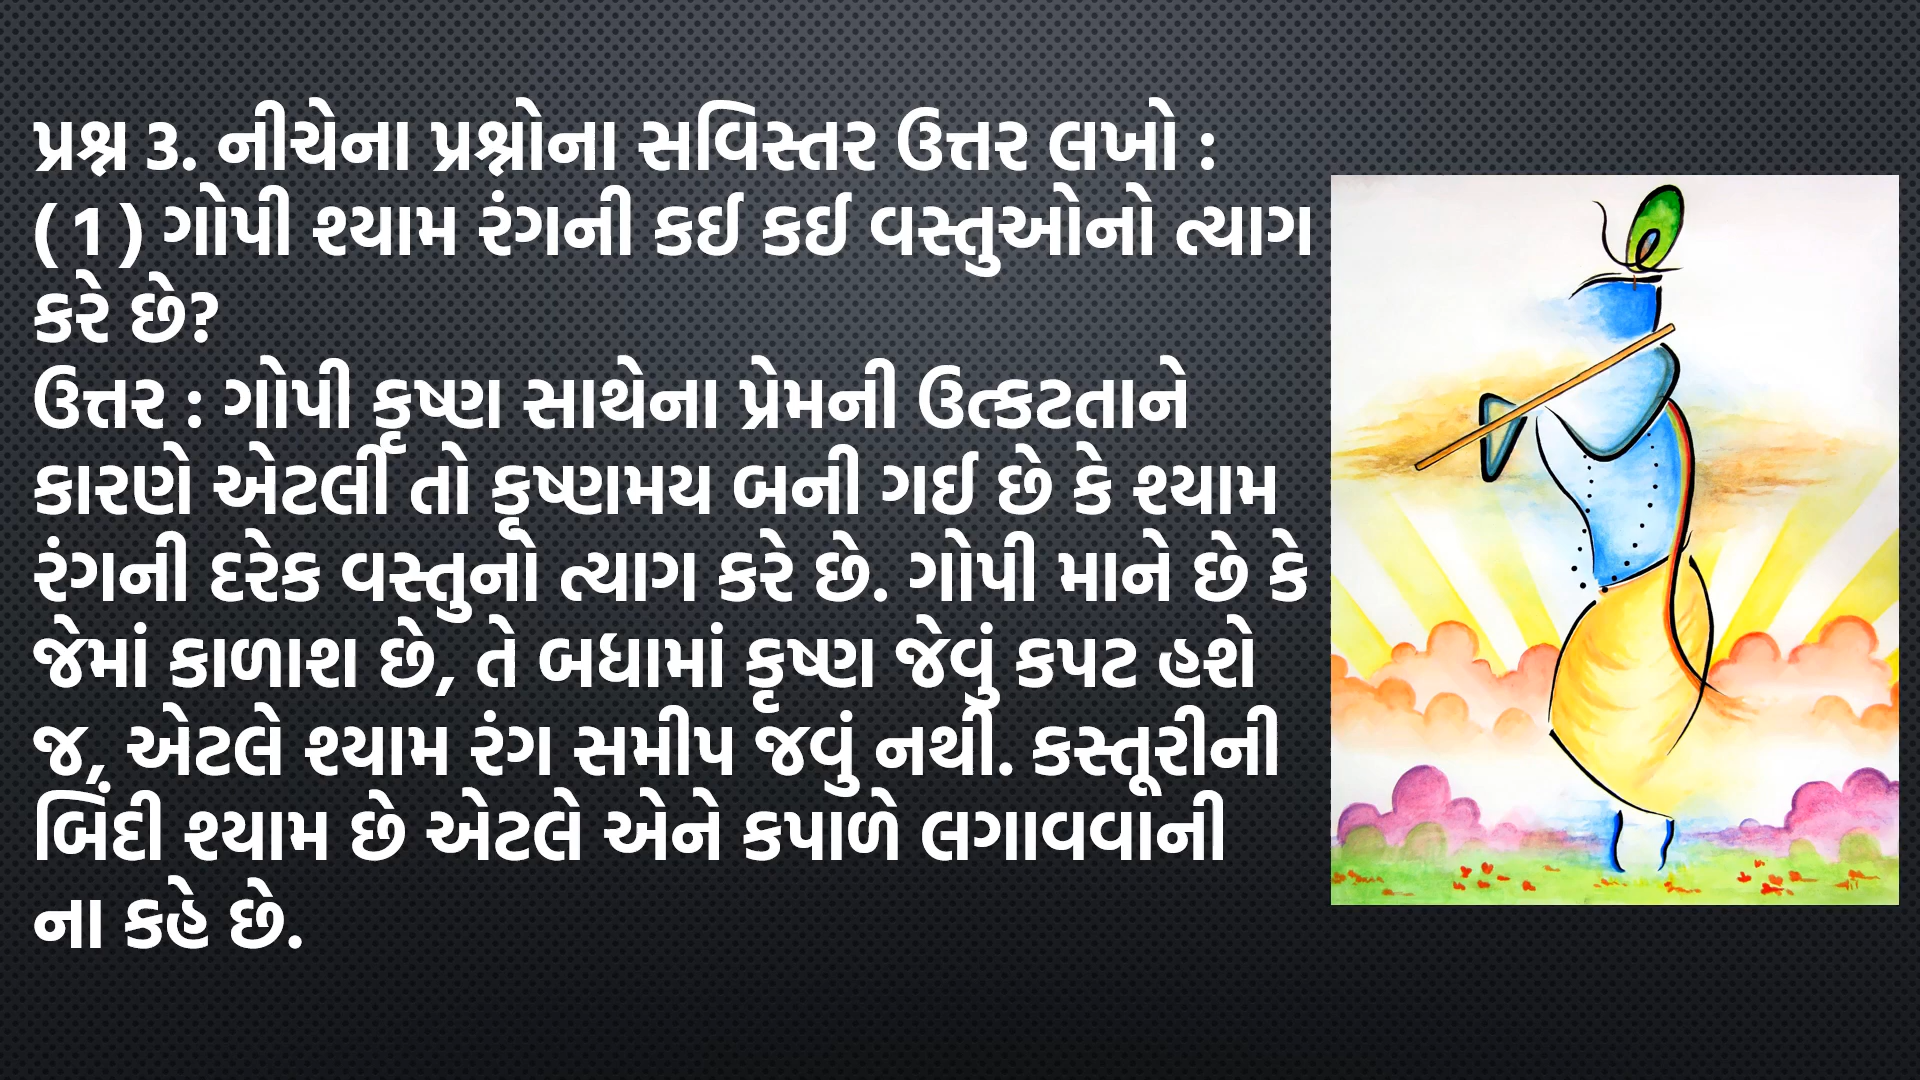 પ્રશ્ન 3. નીચેના પ્રશ્નોના સવિસ્તર ઉત્તર લખો :
(1) ગોપી શ્યામ રંગની કઈ કઈ વસ્તુઓનો ત્યાગ
કરે છે?
ઉત્તર : ગોપી કૃષ્ણ સાથેના પ્રેમની ઉત્કટતાને
કારણે એટલી તો કૃષ્ણમય બની ગઈ છે કે શ્યામ
રંગની દરેક વસ્તુનો ત્યાગ કરે છે. ગોપી માને છે કે
જેમાં કાળાશ છે, તે બધામાં કૃષ્ણ જેવું કપટ હશે
જ, એટલે શ્યામ રંગ સમીપ જવું નથી. કસ્તૂરીની
બિંદી શ્યામ છે એટલે એને કપાળે લગાવવાની
ના કહે છે.